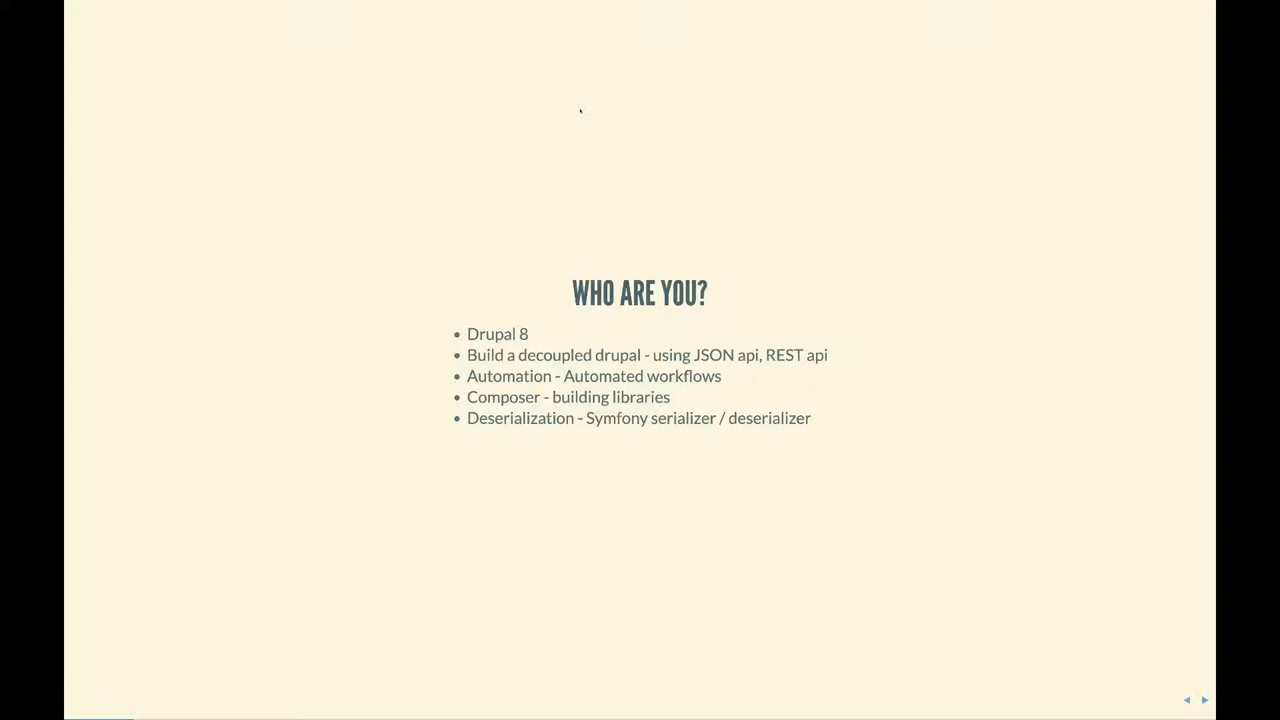 WHO ARE YOU?
• Drupal 8
• Build a decoupled drupal - using JSON api, REST api
• Automation - Automated workflows
• Composer - building libraries
• Deserialization - Symfony serializer / deserializer